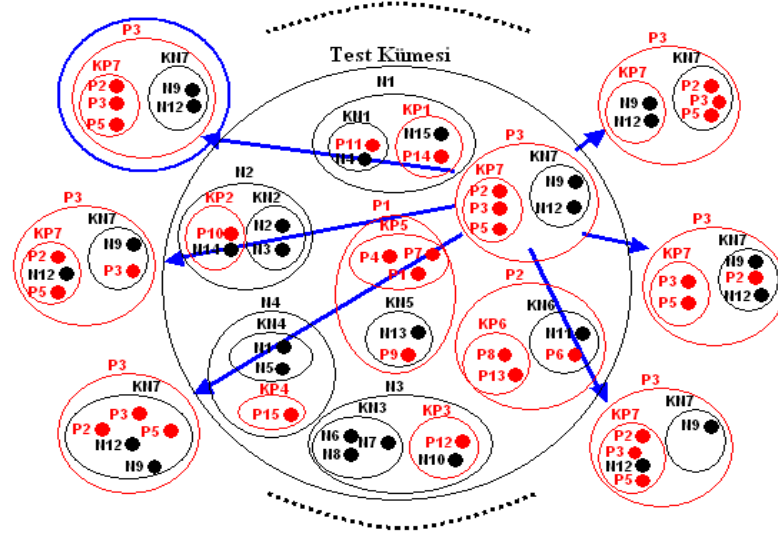 Test Kümesi
P3
KP7
P2
P3
P5
KN7
N9
N12
N1
KN1
P11
N4
KP1
N15
P14
P3
KP7
P2
P3
P5
KN7
N9
N12
P3
KP7
N9
N12
KN7
P2
P3
P5
N2
KP2
P10
N14
KN2
N2
N3
P1
KP5
P4
P7
P1
KN5
N13
P9
P3
KP7
P2
N12
P5
KN7
N9
P3
P3
KP7
P3
P5
KN7
N9
P2
N12
P2
KP6
P8
P13
KN6
N11
P6
N4
KN4
N1
N5
KP4
P15
N3
KN3
N6
N7
N8
KP3
P12
N10
P3
KN7
P3
P2
P5
N12
N9
P3
KP7
P2
P3
N12
P5
KN7
N9